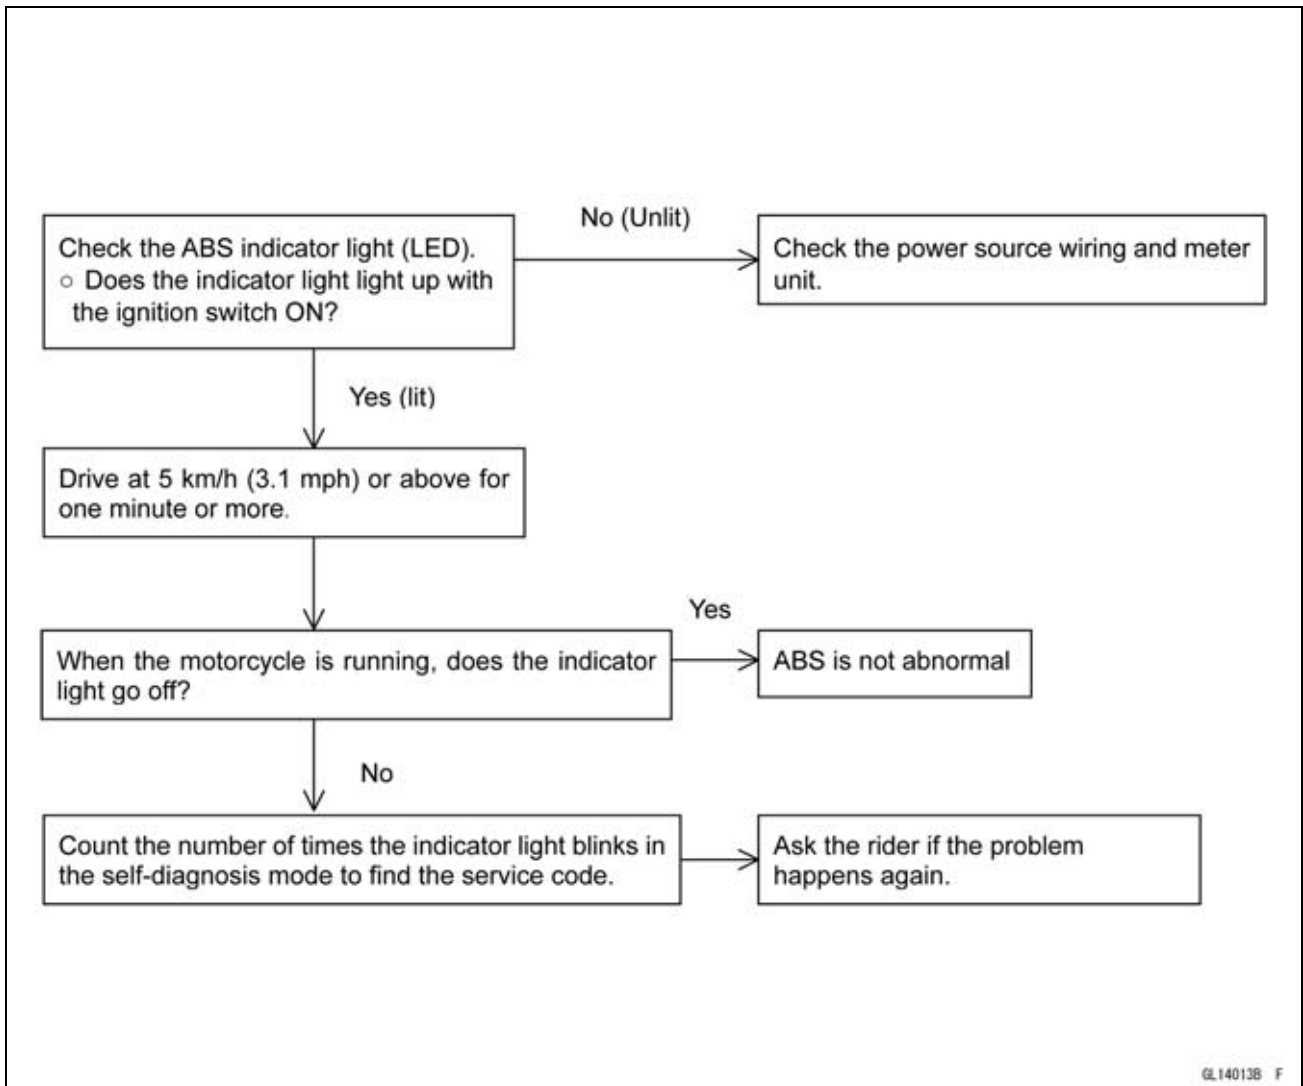 No (Unlit)
Check the ABS indicator light (LED).
○ Does the indicator light light up with
the ignition switch ON?
Check the power source wiring and meter
unit.
Yes (lit)
Drive at 5 km/h (3.1 mph) or above for
one minute or more.
Yes
When the motorcycle is running, does the indicator
light go off?
ABS is not abnormal
No
Count the number of times the indicator light blinks in
the self-diagnosis mode to find the service code.
Ask the rider if the problem
happens again.
GL14013B F